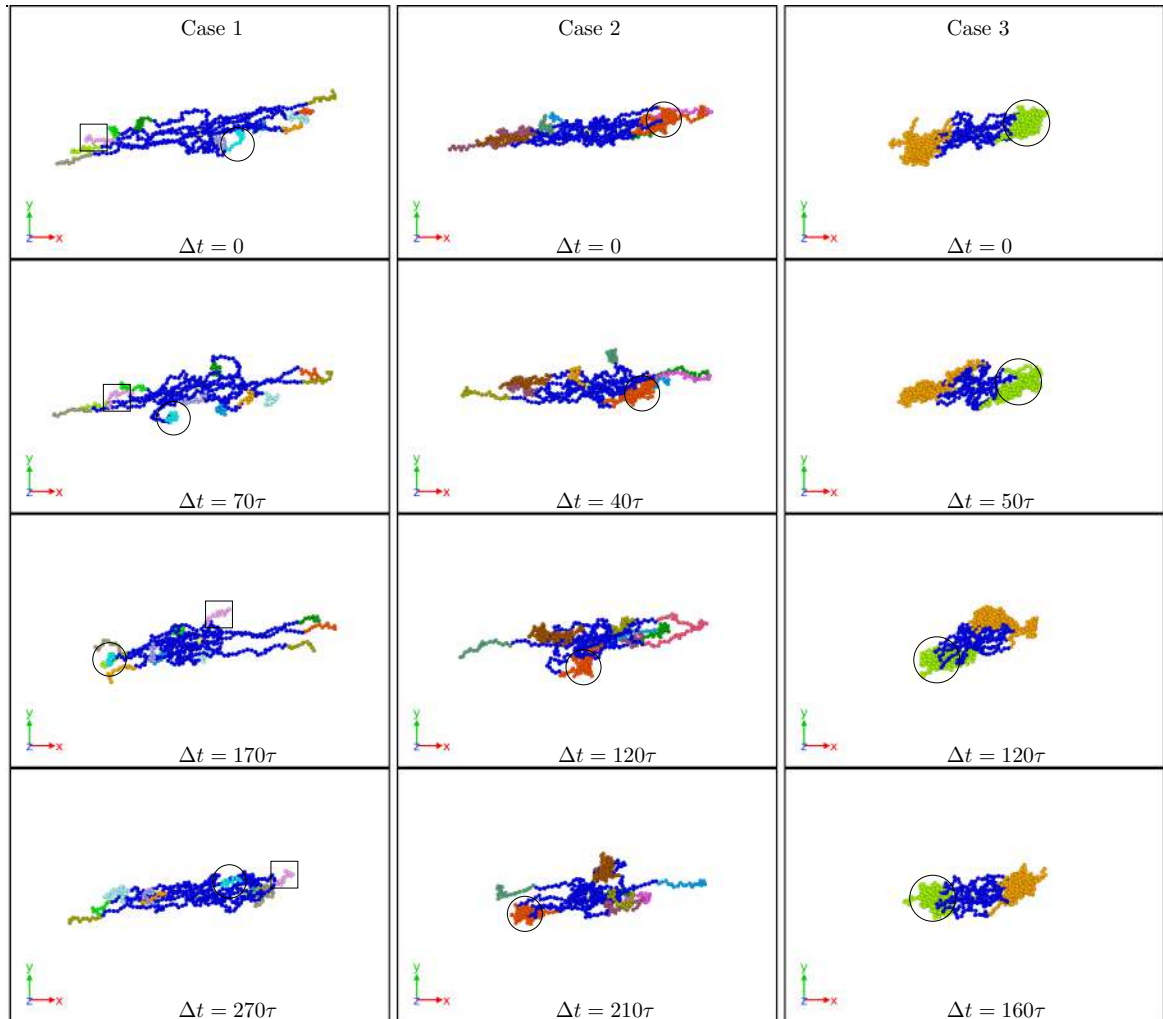 Case 1
Case 2
Case 3
y
z x
y
z x
y
z x
Δt = 0
Δt = 0
Δt = 0
y
z x
y
z x
y
z x
Δt = 70τ
Δt = 40τ
Δt = 50τ
y
z x
y
z x
y
z x
Δt = 170τ
Δt = 120τ
Δt = 120τ
y
z x
y
z x
y
z x
Δt = 270τ
Δt = 210τ
Δt = 160τ